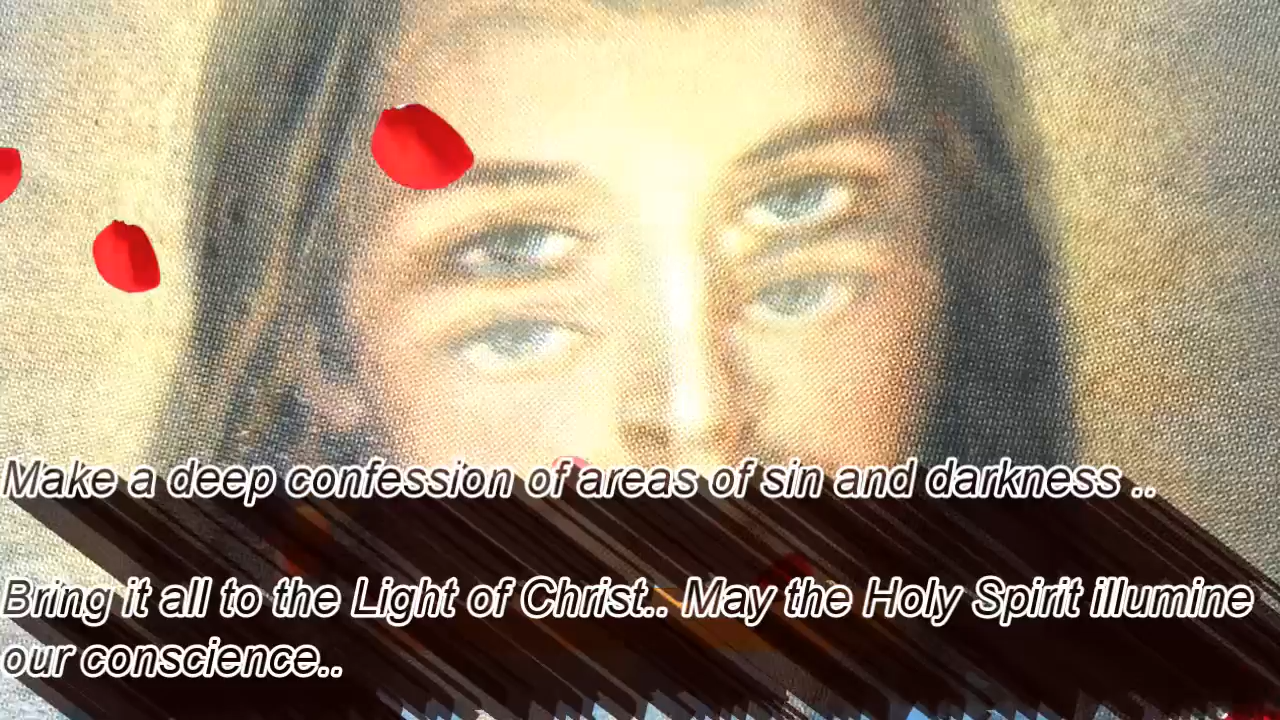 Make a deep confession of areas of sin and darkness ..
Bring it all to the Light of Christ.. May the Holy Spirit illumine
our conscience..